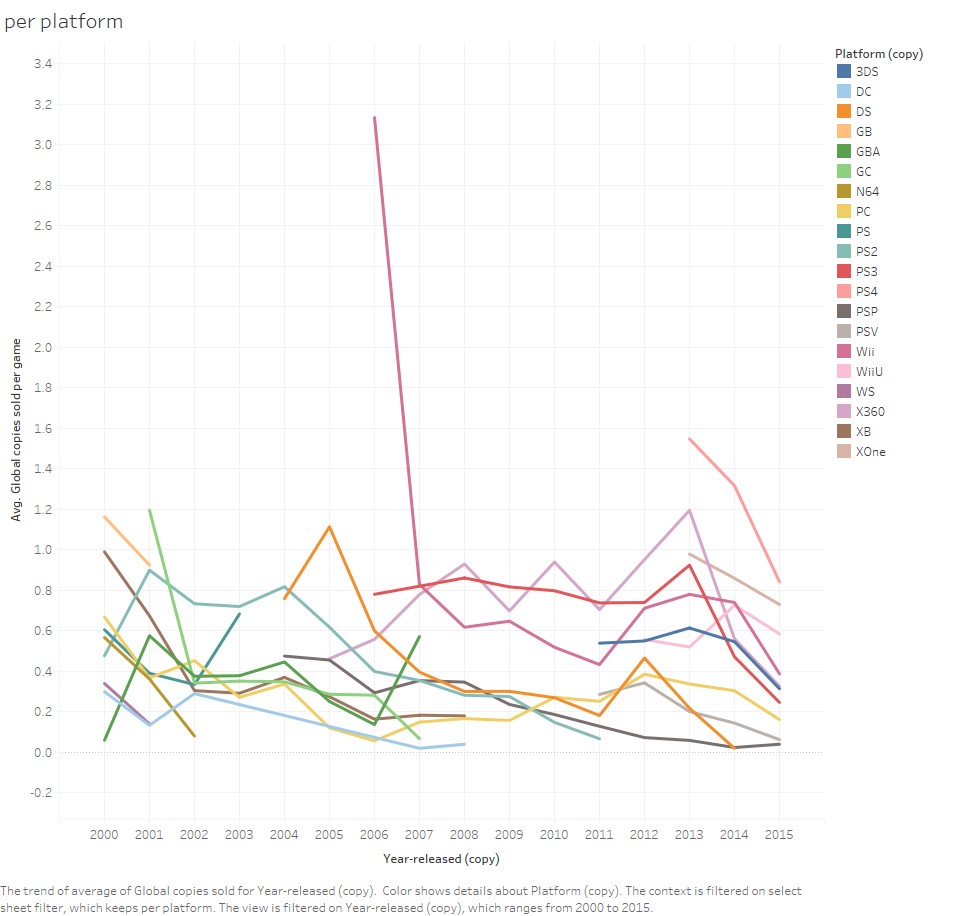 per platform
Platform (copy)
3DS
DC
DS
GB
GBA
GC
N64
PC
PS
PS2
PS3
PS4
PSP
PSV
Wii
WiiU
WS
X360
XB
XOne
Avg. Global copies sold per game
3.4
3.2
3.0
2.8
2.6
2.4
2.2
2.0
1.8
1.6
1.4
1.2
1.0
0.8
0.6
0.4
0.2
0.0
-0.2
2000 2001 2002 2003 2004 2005 2006 2007 2008 2009 2010 2011 2012 2013 2014 2015
Year-released (copy)
The trend of average of Global copies sold for Year-released (copy). Color shows details about Platform (copy). The context is filtered on select
sheet filter, which keeps per platform. The view is filtered on Year-released (copy), which ranges from 2000 to 2015.